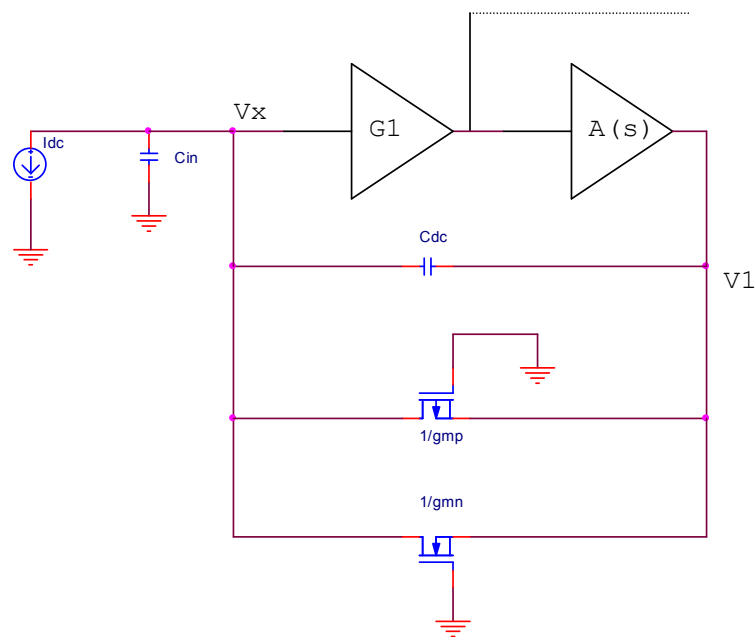 Vx
G1
A(s)
Idc
Cin
Cdc
V1
1/gmp
1/gmn